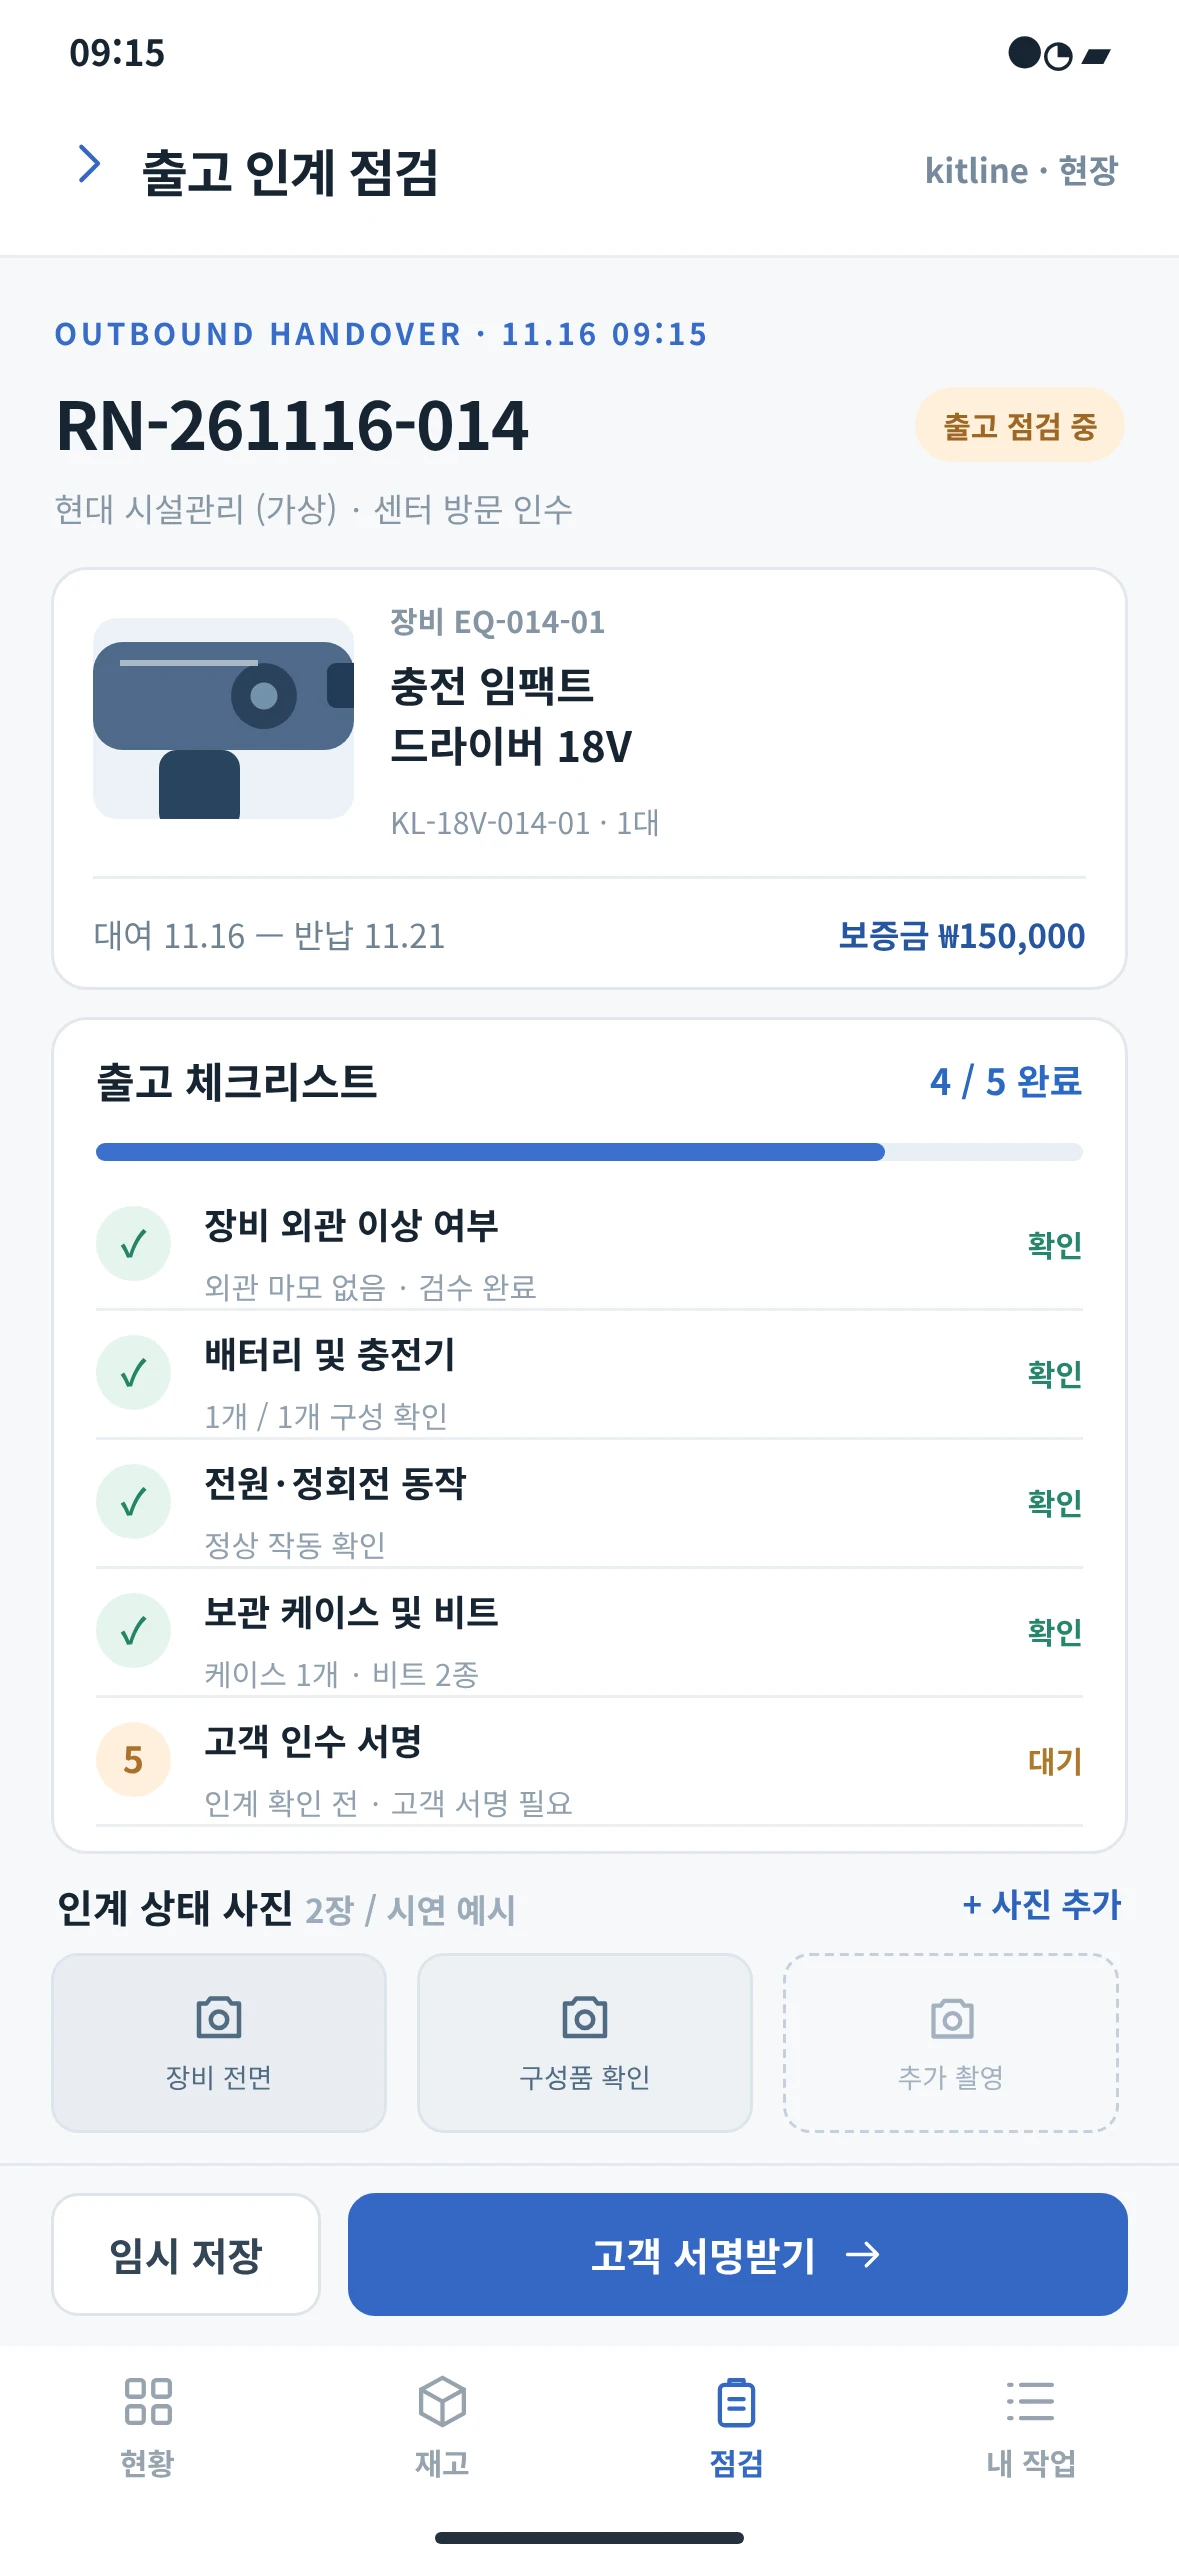 09:15
출고 인계 점검
kitline · 현장
OUTBOUND HANDOVER · 11.16 09:15
RN-261116-014
출고 점검 중
현대 시설관리 (가상) · 센터 방문 인수
장비 EQ-014-01
충전 임팩트
드라이버 18V
KL-18V-014-01 · 1대
대여 11.16 — 반납 11.21
보증금 ₩150,000
출고 체크리스트
4 / 5 완료
✓
장비 외관 이상 여부
외관 마모 없음 · 검수 완료
확인
✓
배터리 및 충전기
1개 / 1개 구성 확인
확인
✓
전원·정회전 동작
정상 작동 확인
확인
✓
보관 케이스 및 비트
케이스 1개 · 비트 2종
확인
5
고객 인수 서명
인계 확인 전 · 고객 서명 필요
대기
인계 상태 사진 2장 / 시연 예시
+ 사진 추가
장비 전면
구성품 확인
추가 촬영
임시 저장
고객 서명받기 →
현황
재고
점검
내 작업